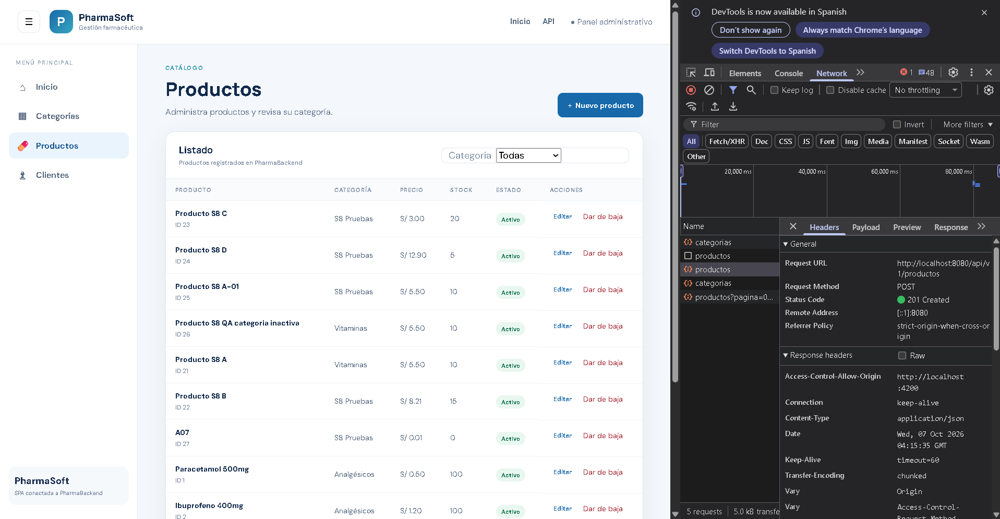 ☰
P
PharmaSoft
Gestión farmacéutica
Inicio
API
● Panel administrativo
MENÚ PRINCIPAL
Inicio
Categorías
Productos
Clientes
PharmaSoft
SPA conectada a PharmaBackend
CATÁLOGO
Productos
Administra productos y revisa su categoría.
+ Nuevo producto
Listado
Productos registrados en PharmaBackend
Categoría Todas
PRODUCTO CATEGORÍA PRECIO STOCK ESTADO ACCIONES
Producto S8 C
ID 23
S8 Pruebas S/ 3.00 20 Activo Editar Dar de baja
Producto S8 D
ID 24
S8 Pruebas S/ 12.90 5 Activo Editar Dar de baja
Producto S8 A-01
ID 25
S8 Pruebas S/ 5.50 10 Activo Editar Dar de baja
Producto S8 QA categoria inactiva
ID 26
Vitaminas S/ 5.50 10 Activo Editar Dar de baja
Producto S8 A
ID 21
Vitaminas S/ 5.50 10 Activo Editar Dar de baja
Producto S8 B
ID 22
S8 Pruebas S/ 8.21 15 Activo Editar Dar de baja
A07
ID 27
S8 Pruebas S/ 0.01 0 Activo Editar Dar de baja
Paracetamol 500mg
ID 1
Analgésicos S/ 0.50 100 Activo Editar Dar de baja
Ibuprofeno 400mg
ID 2
Analgésicos S/ 1.20 100 Activo Editar Dar de baja
DevTools is now available in Spanish
Don't show again
Always match Chrome's language
Switch DevTools to Spanish
Elements Console Network 1 48
Keep log Disable cache No throttling
Filter Invert More filters
All Fetch/XHR Doc CSS JS Font Img Media Manifest Socket Wasm
Other
20,000 ms 40,000 ms 60,000 ms 80,000 ms
Name
categorias
productos
productos
categorias
productos?pagina=0...
5 requests 5.0 kB transfe
Headers Payload Preview Response
General
Request URL http://localhost:8080/api/v
1/productos
Request Method POST
Status Code 201 Created
Remote Address [::1]:8080
Referrer Policy strict-origin-when-cross-or
igin
Response headers Raw
Access-Control-Allow-Origin http://localhost
:4200
Connection keep-alive
Content-Type application/json
Date Wed, 07 Oct 2026
04:15:35 GMT
Keep-Alive timeout=60
Transfer-Encoding chunked
Vary Origin
Vary Access-Control-
Request-Method